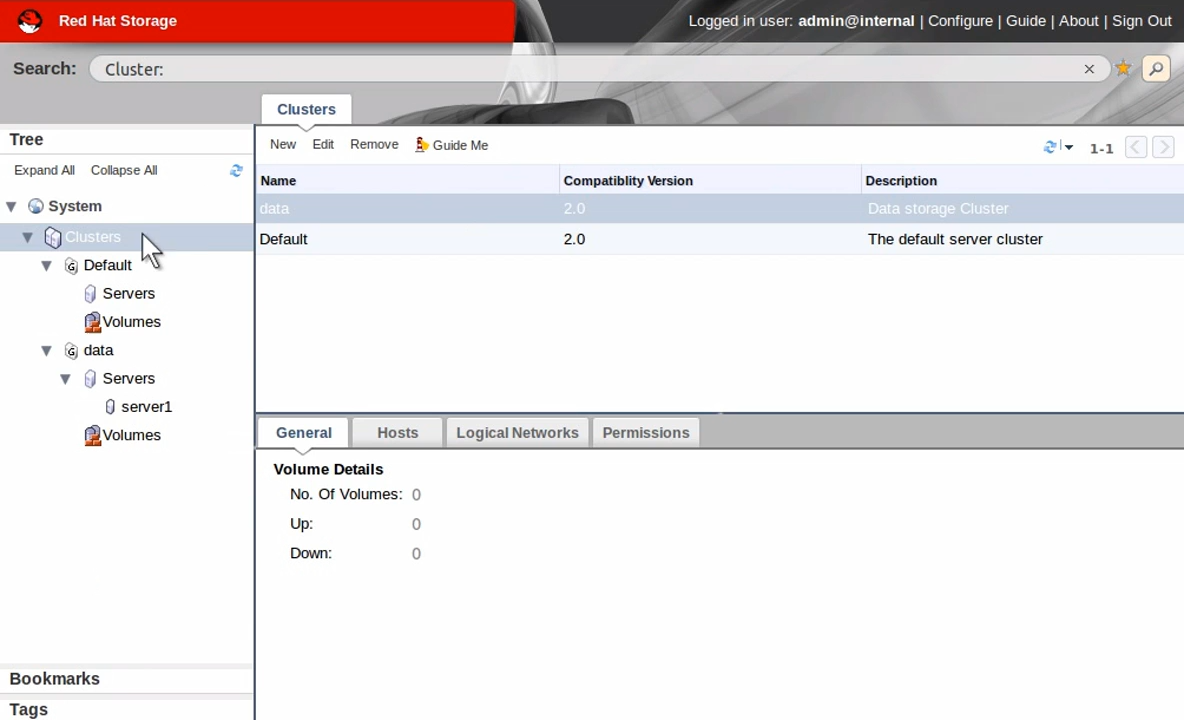 Red Hat Storage
Logged in user: admin@internal | Configure | Guide | About | Sign Out
Search: Cluster:
Clusters
Tree
New Edit Remove Guide Me 1-1
Expand All Collapse All
Name Compatiblity Version Description
System
data 2.0 Data storage Cluster
Clusters
Default 2.0 The default server cluster
Default
Servers
Volumes
data
Servers
server1
Volumes
General Hosts Logical Networks Permissions
Volume Details
No. Of Volumes: 0
Up: 0
Down: 0
Bookmarks
Tags